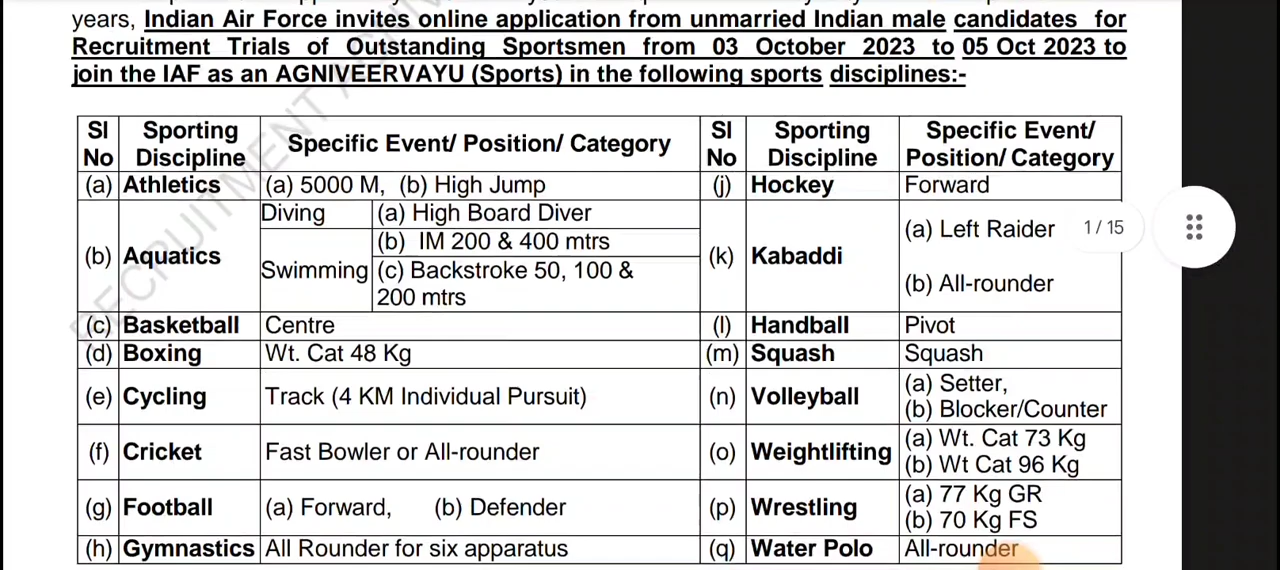 years, Indian Air Force invites online application from unmarried Indian male candidates for
Recruitment Trials of Outstanding Sportsmen from 03 October 2023 to 05 Oct 2023 to
join the IAF as an AGNIVEERVAYU (Sports) in the following sports disciplines:-
Sl No Sporting Discipline Specific Event/ Position/ Category Sl No Sporting Discipline Specific Event/ Position/ Category
(a) Athletics (a) 5000 M, (b) High Jump (j) Hockey Forward
(b) Aquatics Diving (a) High Board Diver
Swimming (b) IM 200 & 400 mtrs
(c) Backstroke 50, 100 &
200 mtrs
(k) Kabaddi (a) Left Raider
(b) All-rounder
1 / 15
(c) Basketball Centre (l) Handball Pivot
(d) Boxing Wt. Cat 48 Kg (m) Squash Squash
(e) Cycling Track (4 KM Individual Pursuit) (n) Volleyball (a) Setter,
(b) Blocker/Counter
(f) Cricket Fast Bowler or All-rounder (o) Weightlifting (a) Wt. Cat 73 Kg
(b) Wt Cat 96 Kg
(g) Football (a) Forward, (b) Defender (p) Wrestling (a) 77 Kg GR
(b) 70 Kg FS
(h) Gymnastics All Rounder for six apparatus (q) Water Polo All-rounder
RECRUITMENT